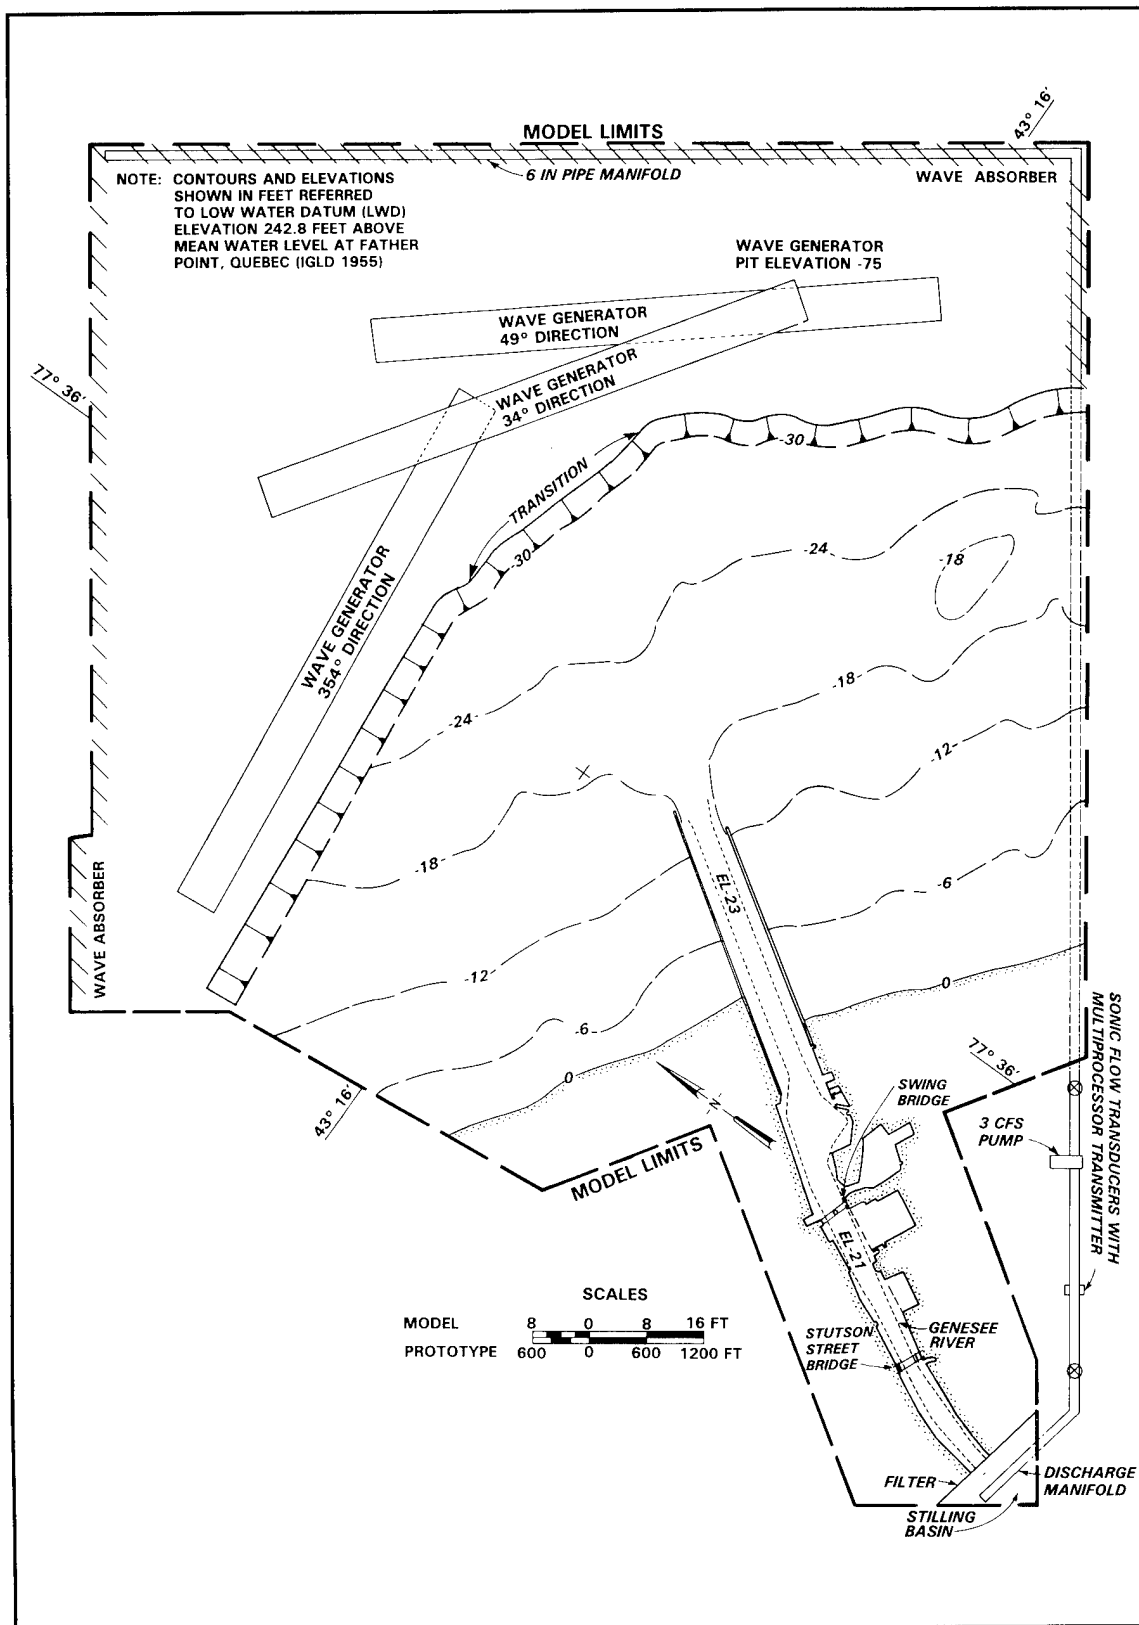 43° 16'
MODEL LIMITS
6 IN PIPE MANIFOLD
WAVE ABSORBER
NOTE: CONTOURS AND ELEVATIONS
SHOWN IN FEET REFERRED
TO LOW WATER DATUM (LWD)
ELEVATION 242.8 FEET ABOVE
MEAN WATER LEVEL AT FATHER
POINT, QUEBEC (IGLD 1955)
WAVE GENERATOR
PIT ELEVATION -75
WAVE GENERATOR
49° DIRECTION
WAVE GENERATOR
34° DIRECTION
77° 36'
-30
TRANSITION
-30
-24
-18
WAVE GENERATOR
354° DIRECTION
-18
-24
-12
-18
EL-23
-6
WAVE ABSORBER
-12
0
-6
0
SONIC FLOW TRANSDUCERS WITH
MULTIPROCESSOR TRANSMITTER
77° 36'
43° 16'
N
SWING
BRIDGE
3 CFS
PUMP
MODEL LIMITS
EL-21
SCALES
MODEL 8 0 8 16 FT
PROTOTYPE 600 0 600 1200 FT
STUTSON
STREET
BRIDGE
GENESEE
RIVER
FILTER
DISCHARGE
MANIFOLD
STILLING
BASIN